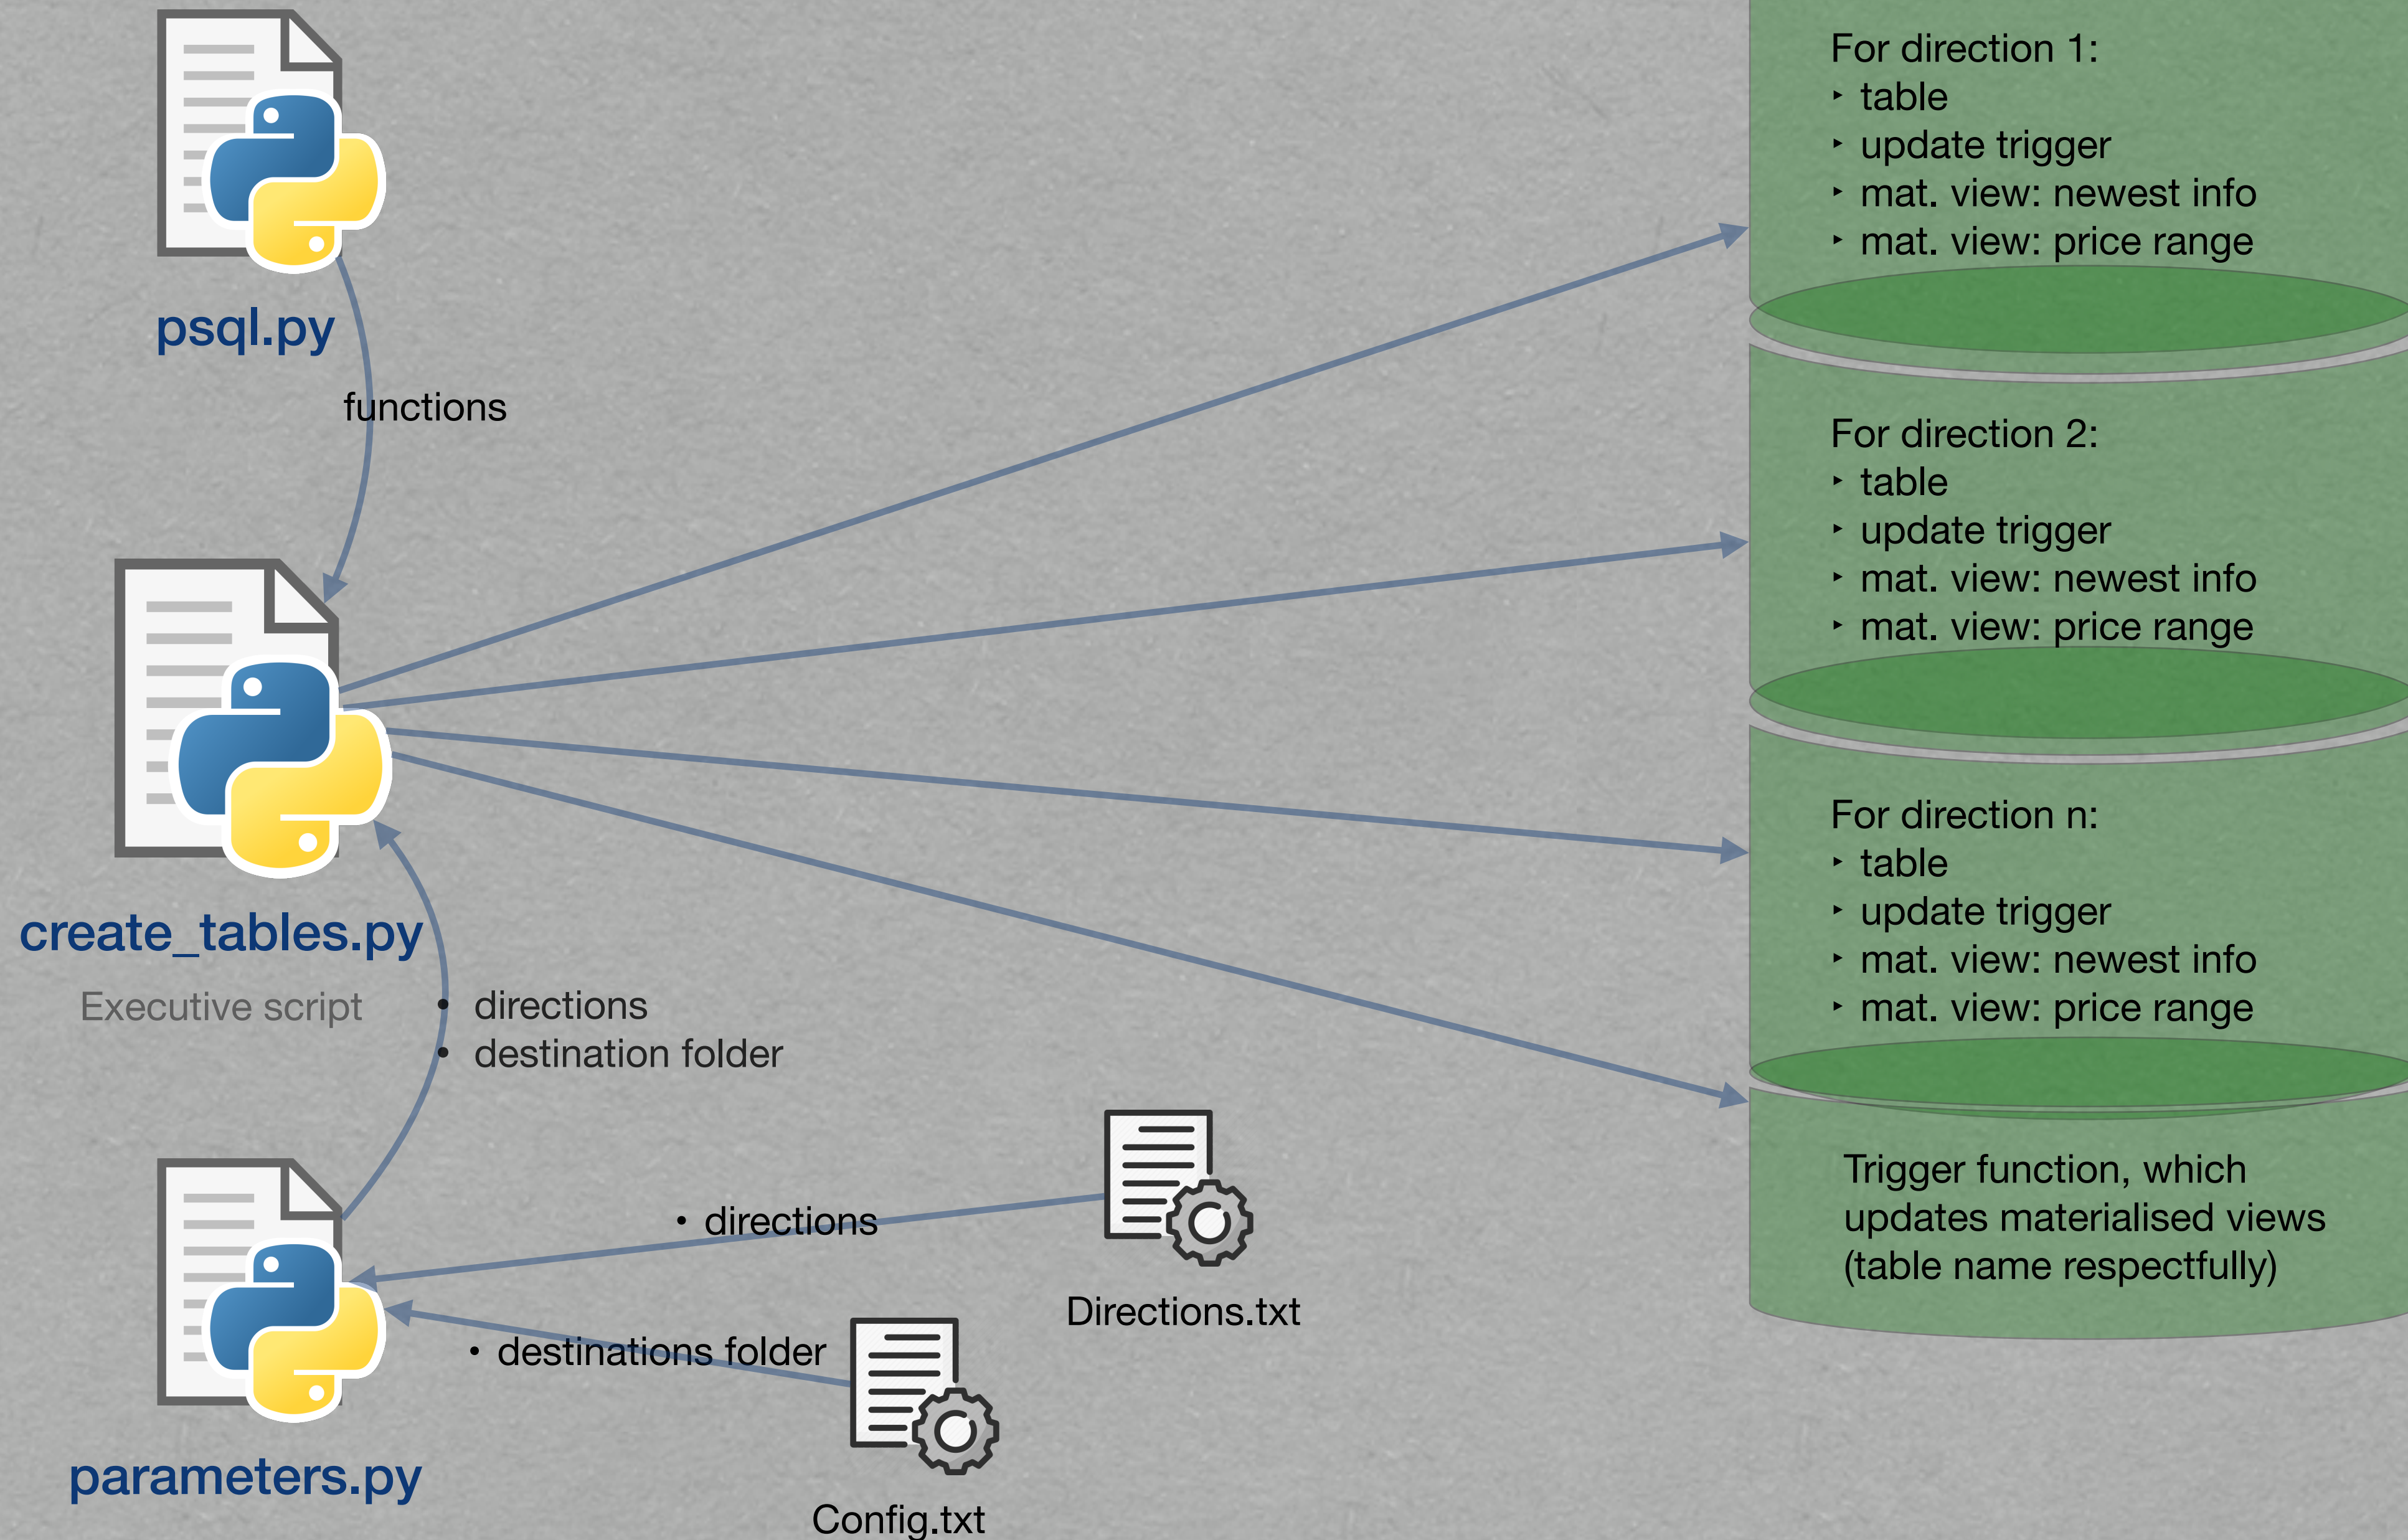 psql.py
functions
create_tables.py
Executive script
• directions
• destination folder
parameters.py
• directions
• destinations folder
Directions.txt
Config.txt
For direction 1:
‣ table
‣ update trigger
‣ mat. view: newest info
‣ mat. view: price range
For direction 2:
‣ table
‣ update trigger
‣ mat. view: newest info
‣ mat. view: price range
For direction n:
‣ table
‣ update trigger
‣ mat. view: newest info
‣ mat. view: price range
Trigger function, which
updates materialised views
(table name respectfully)